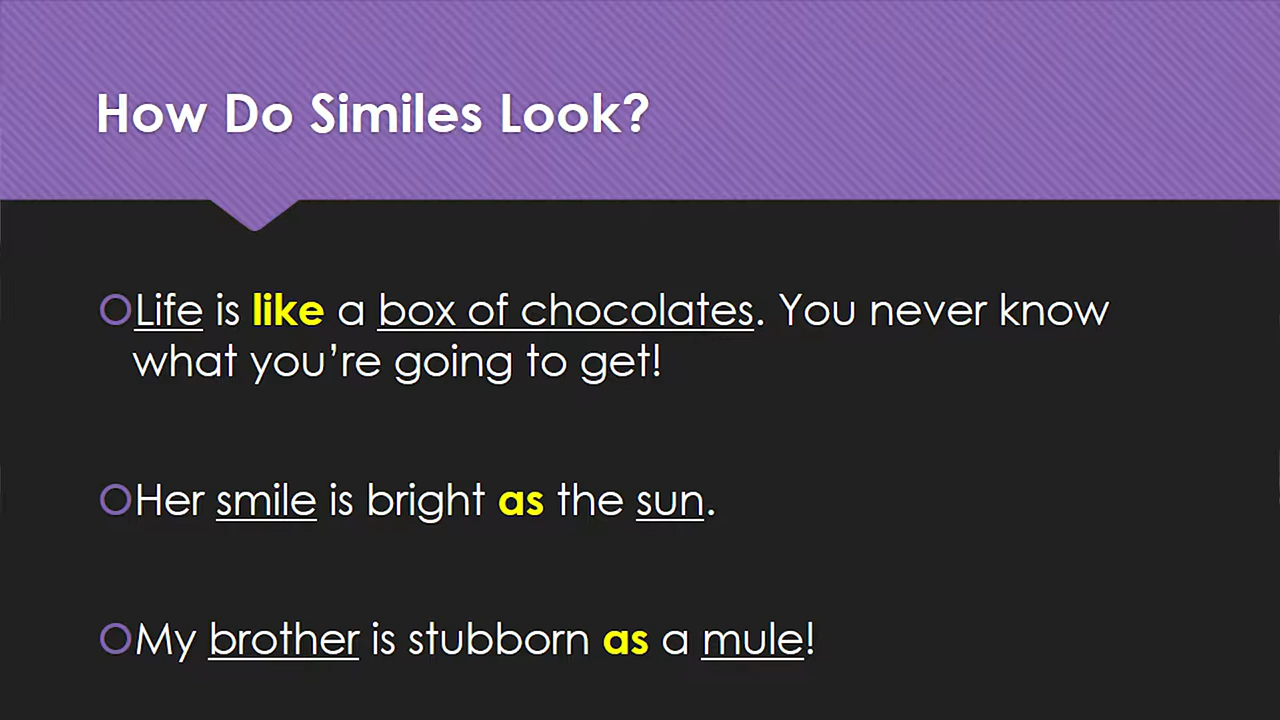 How Do Similes Look?
Life is like a box of chocolates. You never know
what you’re going to get!
Her smile is bright as the sun.
My brother is stubborn as a mule!